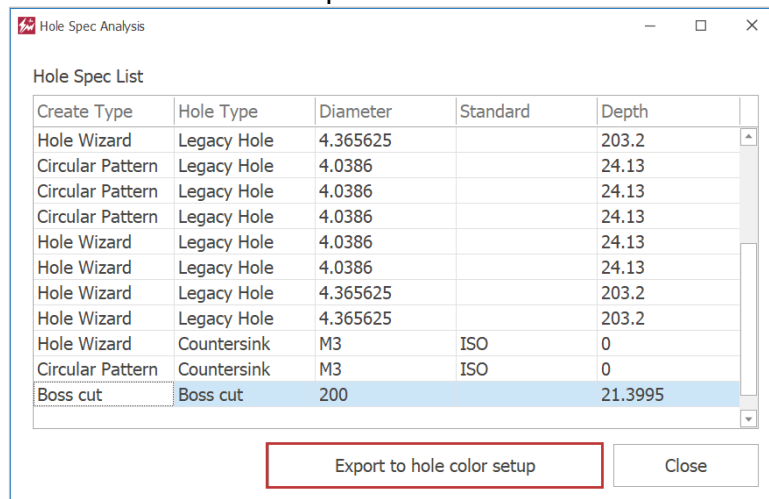 Hole Spec Analysis
Hole Spec List
Create Type Hole Type Diameter Standard Depth
Hole Wizard Legacy Hole 4.365625 203.2
Circular Pattern Legacy Hole 4.0386 24.13
Circular Pattern Legacy Hole 4.0386 24.13
Circular Pattern Legacy Hole 4.0386 24.13
Hole Wizard Legacy Hole 4.0386 24.13
Hole Wizard Legacy Hole 4.0386 24.13
Hole Wizard Legacy Hole 4.365625 203.2
Hole Wizard Legacy Hole 4.365625 203.2
Hole Wizard Countersink M3 ISO 0
Circular Pattern Countersink M3 ISO 0
Boss cut Boss cut 200 21.3995
Export to hole color setup Close